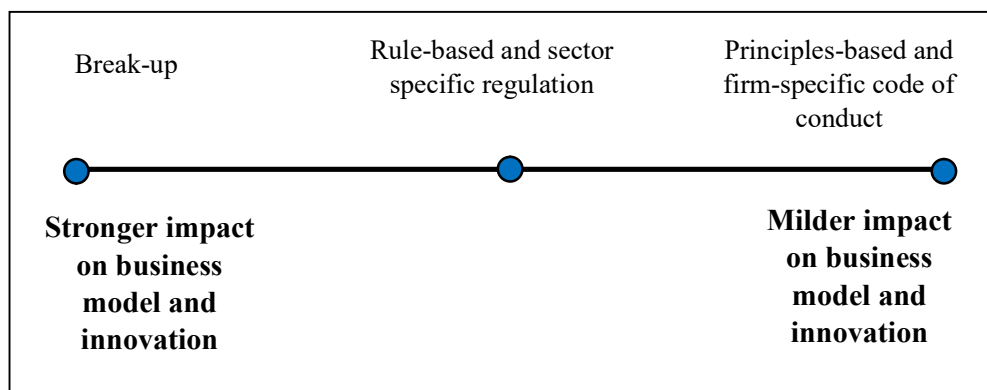 Break-up
Rule-based and sector
specific regulation
Principles-based and
firm-specific code of
conduct
Stronger impact
on business
model and
innovation
Milder impact
on business
model and
innovation